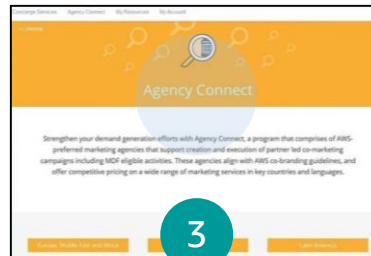 Concierge Services Agency Connect My Resources My Account
Agency Connect
Strengthen your demand generation efforts with Agency Connect, a program that comprises of AWS-
preferred marketing agencies that support creation and execution of partner led co-marketing
campaigns including MDF eligible activities. These agencies align with AWS co-branding guidelines, and
offer competitive pricing on a wide range of marketing services in key countries and languages.
Europe, Middle East and Africa Latin America
3